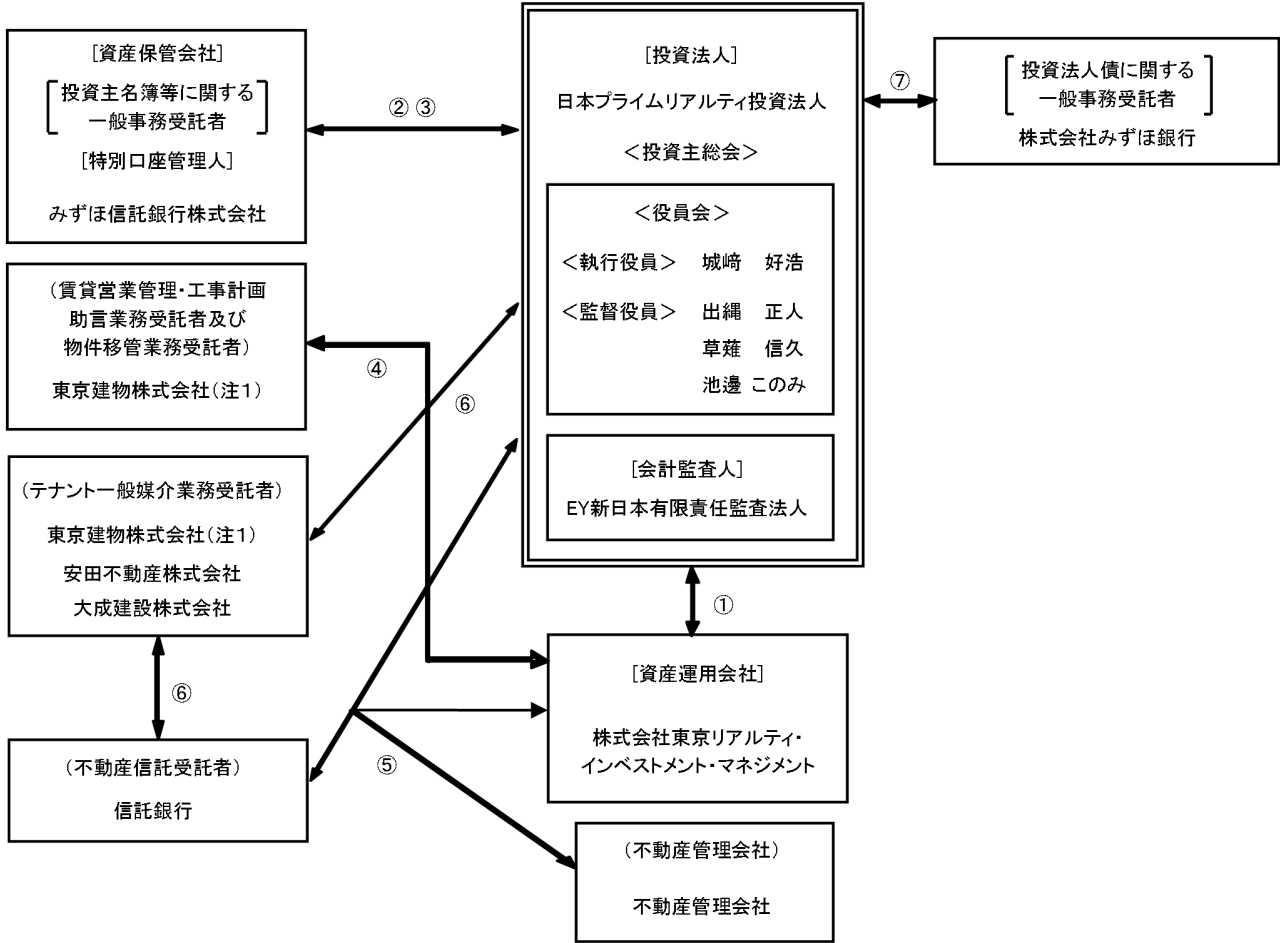 [資産保管会社]
投資主名簿等に関する
一般事務受託者
[特別口座管理人]
みずほ信託銀行株式会社
②③
[投資法人]
日本プライムリアルティ投資法人
＜投資主総会＞
＜役員会＞
＜執行役員＞ 城﨑 好浩
＜監督役員＞ 出縄 正人
草薙 信久
池邊 このみ
[会計監査人]
EY新日本有限責任監査法人
⑦
投資法人債に関する
一般事務受託者
株式会社みずほ銀行
(賃貸営業管理・工事計画
助言業務受託者及び
物件移管業務受託者)
東京建物株式会社(注1)
④
⑥
(テナント一般媒介業務受託者)
東京建物株式会社(注1)
安田不動産株式会社
大成建設株式会社
①
⑥
[資産運用会社]
株式会社東京リアルティ・
インベストメント・マネジメント
(不動産信託受託者)
信託銀行
⑤
(不動産管理会社)
不動産管理会社